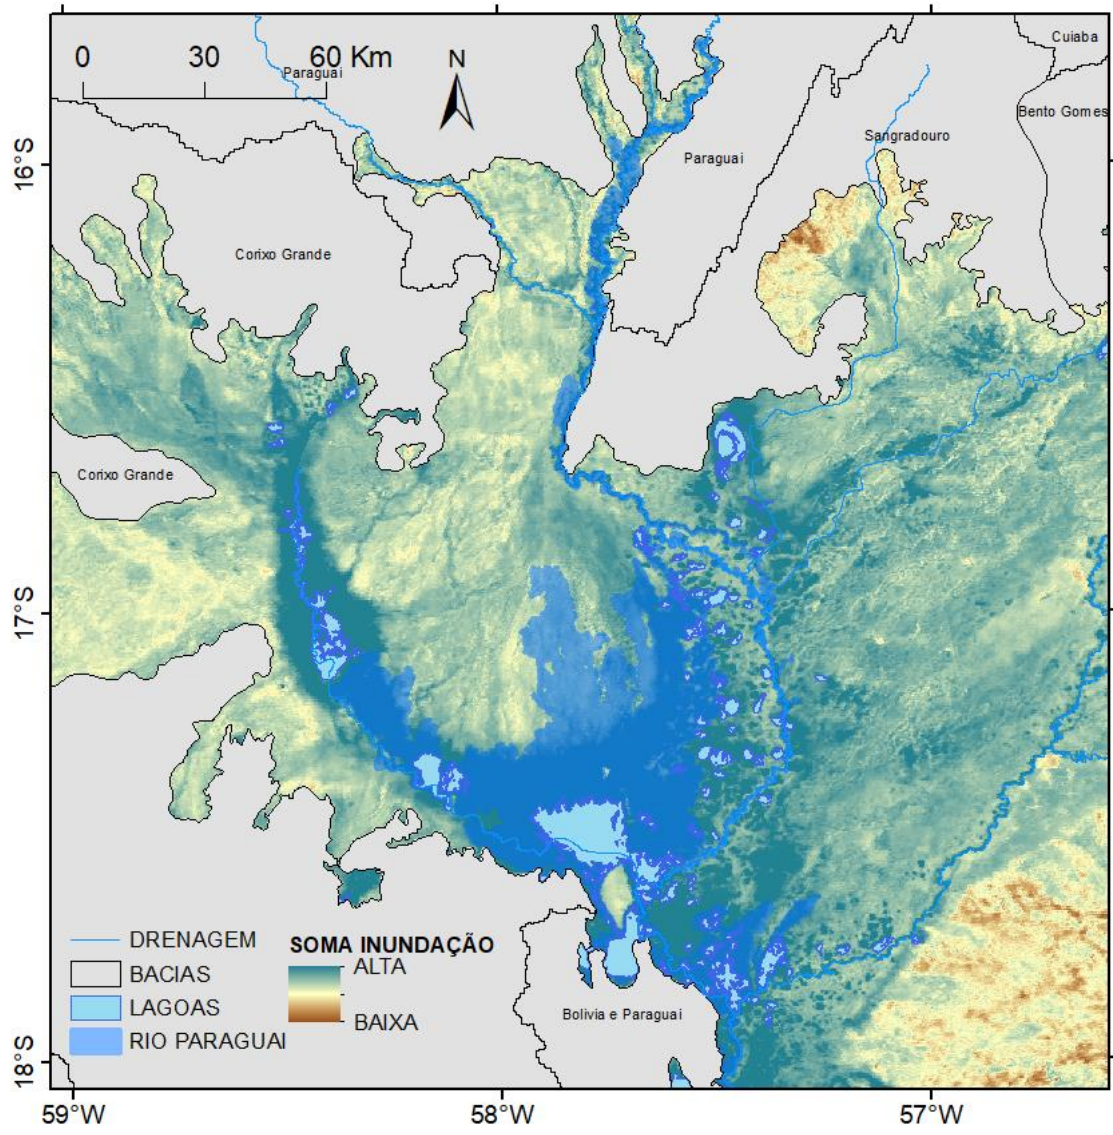 0 30 60 Km
N
Cuiaba
Paraguai
Bento Gomes
Sangradouro
Paraguai
16°S
Corixo Grande
Corixo Grande
17°S
DRENAGEM
BACIAS
LAGOAS
RIO PARAGUAI
SOMA INUNDAÇÃO
ALTA
BAIXA
Bolivia e Paraguai
18°S
59°W 58°W 57°W